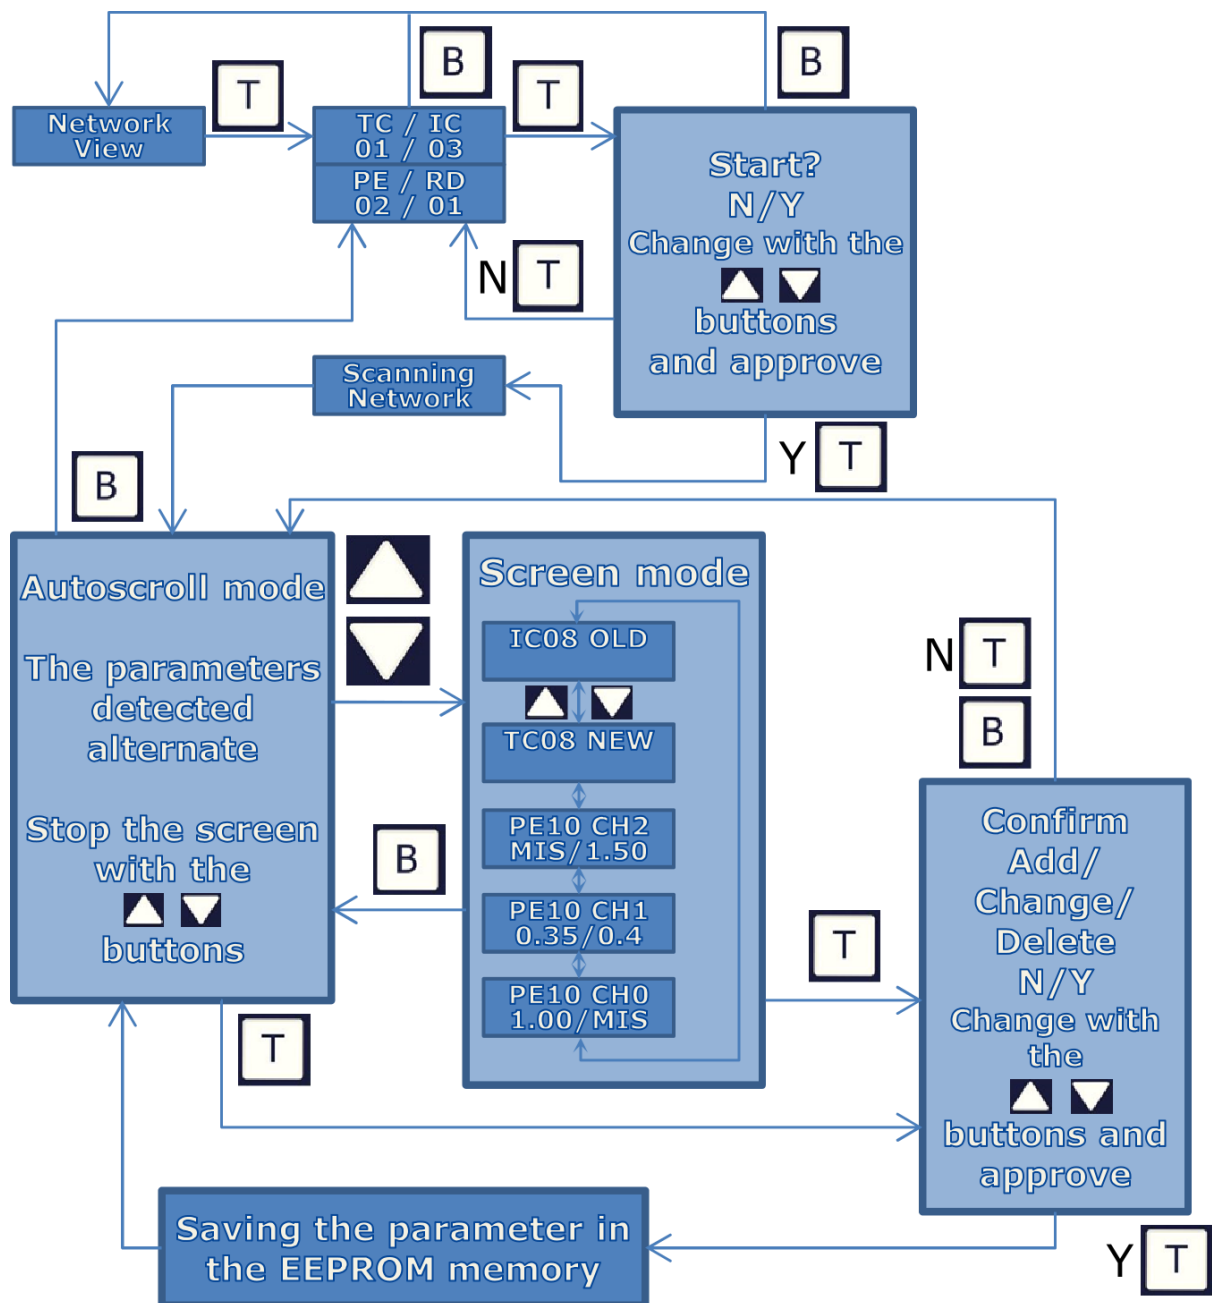 B
B
T
T
Network
View
TC / IC
01 / 03
PE / RD
02 / 01
Start?
N/Y
Change with the
buttons
and approve
N T
Scanning
Network
Y T
B
Autoscroll mode
The parameters
detected
alternate
Stop the screen
with the
buttons
Screen mode
IC08 OLD
TC08 NEW
PE10 CH2
MIS/1.50
PE10 CH1
0.35/0.4
PE10 CH0
1.00/MIS
B
N T
B
T
T
Confirm
Add/
Change/
Delete
N/Y
Change with
the
buttons and
approve
Saving the parameter in
the EEPROM memory
Y T